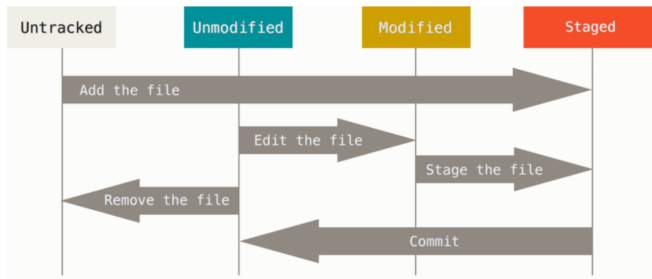 Untracked
Unmodified
Modified
Staged
Add the file
Edit the file
Stage the file
Remove the file
Commit